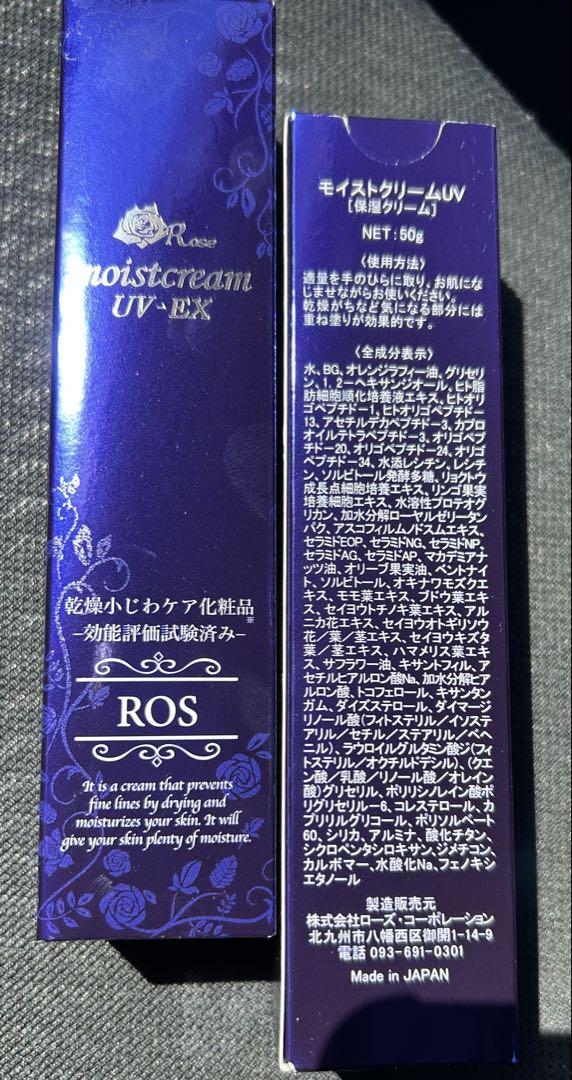 Rose
moistcream
UV-EX
乾燥小じわケア化粧品
※
−効能評価試験済み−
ROS
It is a cream that prevents
fine lines by drying and
moisturizes your skin. It will
give your skin plenty of moisture.
モイストクリームUV
[保湿クリーム]
NET:50g
〈使用方法〉
適量を手のひらに取り、お肌にな
じませながらお使いください。
乾燥がちなど気になる部分には
重ね塗りが効果的です。
〈全成分表示〉
水、BG、オレンジラフィー油、グリセリ
ン、1,2-ヘキサンジオール、ヒト脂
肪細胞順化培養液エキス、ヒトオリ
ゴペプチド-1、ヒトオリゴペプチド-
13、アセチルデカペプチド-3、カプロ
オイルテトラペプチド-3、オリゴペプ
チド-20、オリゴペプチド-24、オリゴ
ペプチド-34、水添レシチン、レシチ
ン、ソルビトール発酵多糖、リョクトウ
成長点細胞培養エキス、リンゴ果実
培養細胞エキス、水溶性プロテオグ
リカン、加水分解ローヤルゼリータン
パク、アスコフィルムノドスムエキス、
セラミドEOP、セラミドNG、セラミドNP、
セラミドAG、セラミドAP、マカデミアナ
ッツ油、オリーブ果実油、ベントナイ
ト、ソルビトール、オキナワモズクエ
キス、モモ葉エキス、ブドウ葉エキ
ス、セイヨウトチノキ葉エキス、アル
ニカ花エキス、セイヨウオトギリソウ
花/葉/茎エキス、セイヨウキズタ
葉/茎エキス、ハマメリス葉エキ
ス、サフラワー油、キサントフィル、ア
セチルヒアルロン酸Na、加水分解ヒア
ルロン酸、トコフェロール、キサンタン
ガム、ダイズステロール、ダイマージ
リノール酸(フィトステリル/イソステ
アリル/セチル/ステアリル/ベヘ
ニル)、ラウロイルグルタミン酸ジ(フィ
トステリル/オクチルドデシル)、(クエ
ン酸/乳酸/リノール酸/オレイン
酸)グリセリル、ポリリシノレイン酸ポ
リグリセリル-6、コレステロール、カ
プリリルグリコール、ポリソルベート
60、シリカ、アルミナ、酸化チタン、
シクロペンタシロキサン、ジメチコン、
カルボマー、水酸化Na、フェノキシ
エタノール
製造販売元
株式会社ローズ・コーポレーション
北九州市八幡西区御開1-14-9
電話 093-691-0301
Made in JAPAN